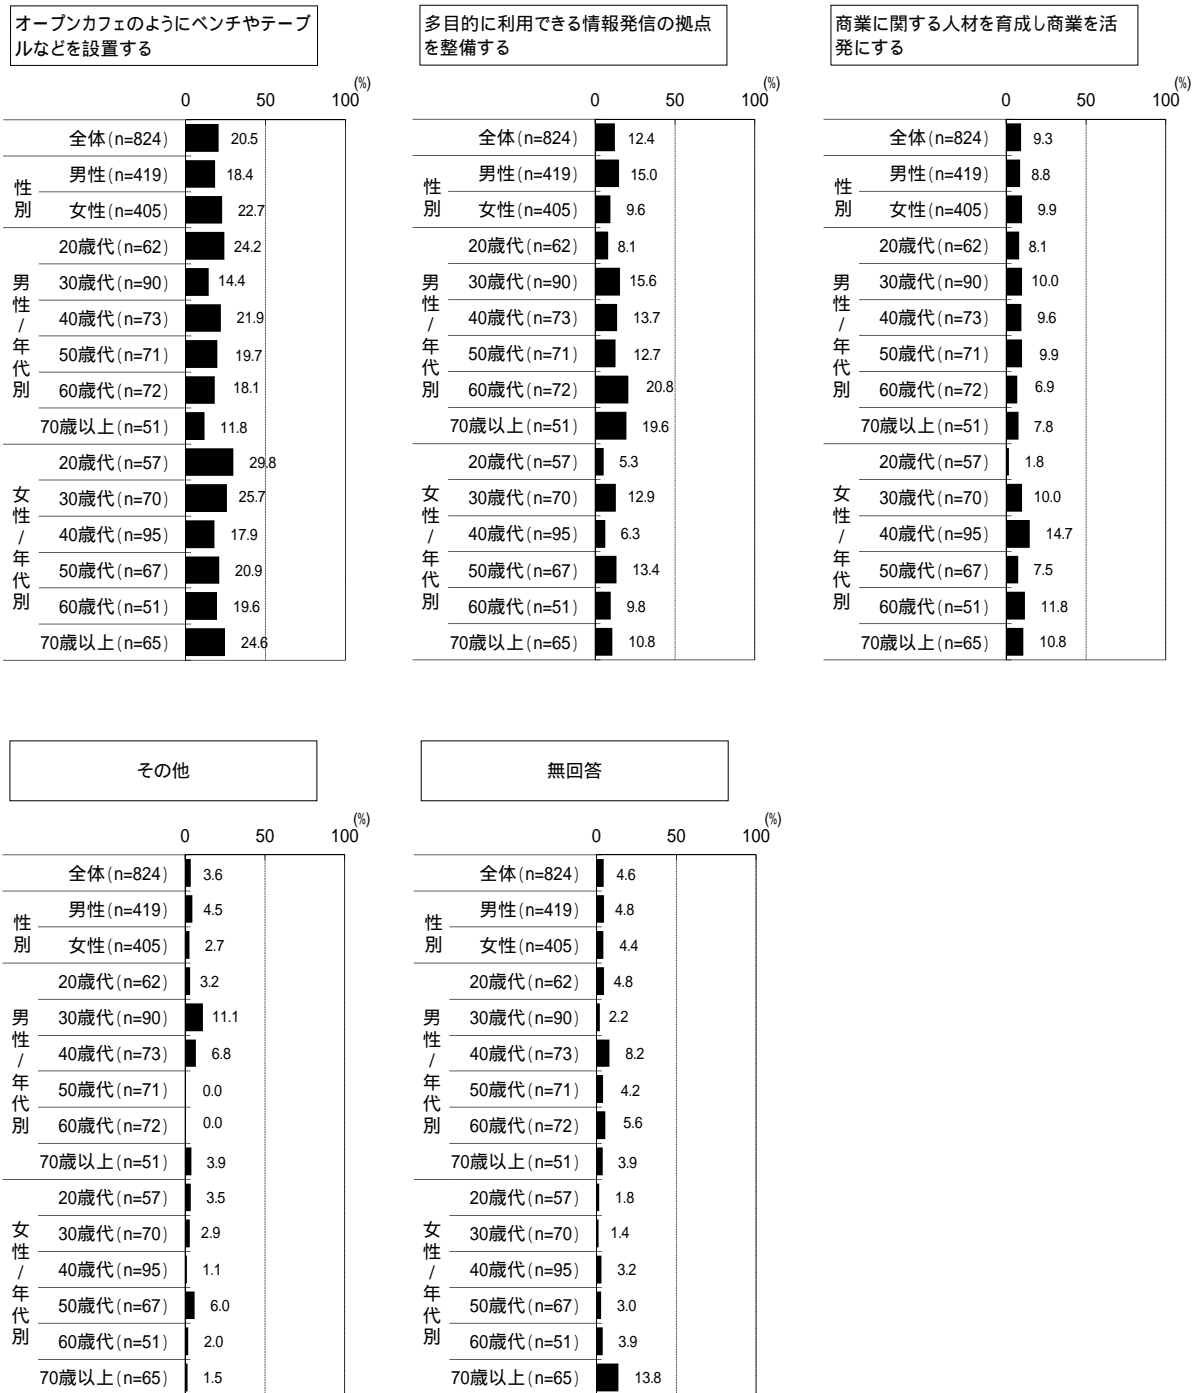 オープンカフェのようにベンチやテーブ
ルなどを設置する
(%)
0 50 100
全体(n=824) 20.5
性別
男性(n=419) 18.4
女性(n=405) 22.7
男性/年代別
20歳代(n=62) 24.2
30歳代(n=90) 14.4
40歳代(n=73) 21.9
50歳代(n=71) 19.7
60歳代(n=72) 18.1
70歳以上(n=51) 11.8
女性/年代別
20歳代(n=57) 29.8
30歳代(n=70) 25.7
40歳代(n=95) 17.9
50歳代(n=67) 20.9
60歳代(n=51) 19.6
70歳以上(n=65) 24.6
多目的に利用できる情報発信の拠点
を整備する
(%)
0 50 100
全体(n=824) 12.4
性別
男性(n=419) 15.0
女性(n=405) 9.6
男性/年代別
20歳代(n=62) 8.1
30歳代(n=90) 15.6
40歳代(n=73) 13.7
50歳代(n=71) 12.7
60歳代(n=72) 20.8
70歳以上(n=51) 19.6
女性/年代別
20歳代(n=57) 5.3
30歳代(n=70) 12.9
40歳代(n=95) 6.3
50歳代(n=67) 13.4
60歳代(n=51) 9.8
70歳以上(n=65) 10.8
商業に関する人材を育成し商業を活
発にする
(%)
0 50 100
全体(n=824) 9.3
性別
男性(n=419) 8.8
女性(n=405) 9.9
男性/年代別
20歳代(n=62) 8.1
30歳代(n=90) 10.0
40歳代(n=73) 9.6
50歳代(n=71) 9.9
60歳代(n=72) 6.9
70歳以上(n=51) 7.8
女性/年代別
20歳代(n=57) 1.8
30歳代(n=70) 10.0
40歳代(n=95) 14.7
50歳代(n=67) 7.5
60歳代(n=51) 11.8
70歳以上(n=65) 10.8
その他
(%)
0 50 100
全体(n=824) 3.6
性別
男性(n=419) 4.5
女性(n=405) 2.7
男性/年代別
20歳代(n=62) 3.2
30歳代(n=90) 11.1
40歳代(n=73) 6.8
50歳代(n=71) 0.0
60歳代(n=72) 0.0
70歳以上(n=51) 3.9
女性/年代別
20歳代(n=57) 3.5
30歳代(n=70) 2.9
40歳代(n=95) 1.1
50歳代(n=67) 6.0
60歳代(n=51) 2.0
70歳以上(n=65) 1.5
無回答
(%)
0 50 100
全体(n=824) 4.6
性別
男性(n=419) 4.8
女性(n=405) 4.4
男性/年代別
20歳代(n=62) 4.8
30歳代(n=90) 2.2
40歳代(n=73) 8.2
50歳代(n=71) 4.2
60歳代(n=72) 5.6
70歳以上(n=51) 3.9
女性/年代別
20歳代(n=57) 1.8
30歳代(n=70) 1.4
40歳代(n=95) 3.2
50歳代(n=67) 3.0
60歳代(n=51) 3.9
70歳以上(n=65) 13.8